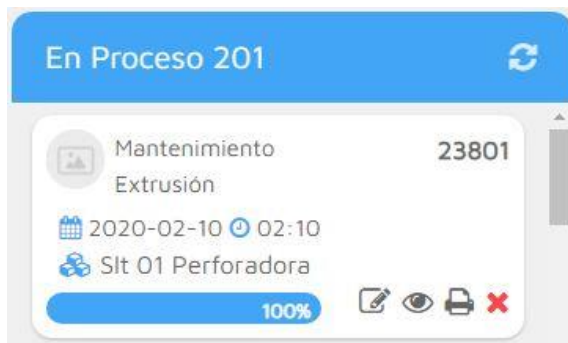 En Proceso 201
Mantenimiento 23801
Extrusión
2020-02-10 02:10
Slt 01 Perforadora
100%